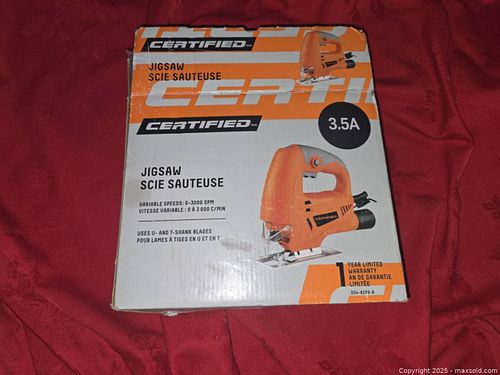 CERTIFIED
JIGSAW
SCIE SAUTEUSE
CERTI
CERTIFIED
3.5A
JIGSAW
SCIE SAUTEUSE
VARIABLE SPEEDS: 0-3000 SPM
VITESSE VARIABLE : 0 À 3 000 C/MIN
USES U- AND T-SHANK BLADES
POUR LAMES À TIGES EN U ET EN T
1 YEAR LIMITED
WARRANTY
AN DE GARANTIE
LIMITÉE
Copyright 2025 - maxsold.com